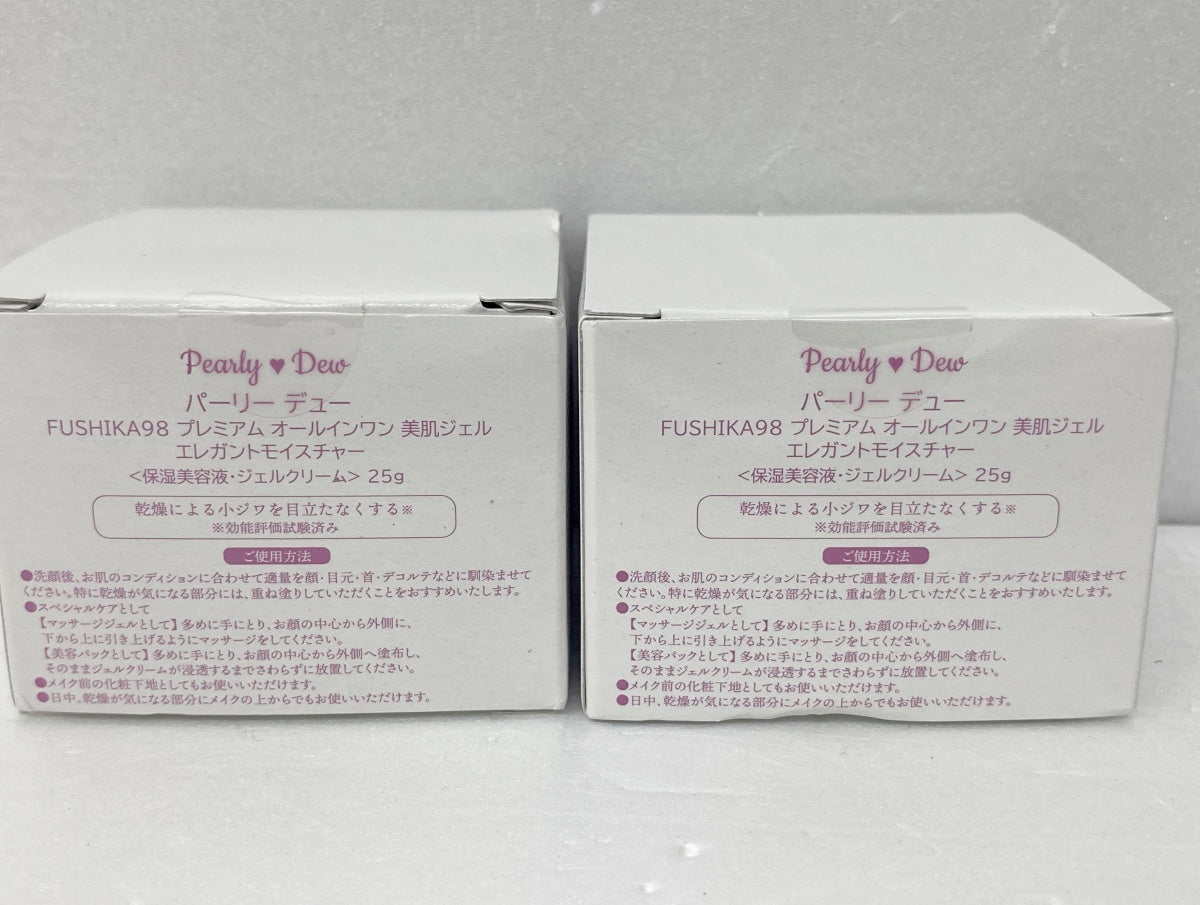 Pearly ♥ Dew
パーリー デュー
FUSHIKA98 プレミアム オールインワン 美肌ジェル
エレガントモイスチャー
<保湿美容液・ジェルクリーム> 25g
乾燥による小ジワを目立たなくする※
※効能評価試験済み
ご使用方法
●洗顔後、お肌のコンディションに合わせて適量を顔・目元・首・デコルテなどに馴染ませて
ください。特に乾燥が気になる部分には、重ね塗りしていただくことをおすすめいたします。
●スペシャルケアとして
【マッサージジェルとして】多めに手にとり、お顔の中心から外側に、
下から上に引き上げるようにマッサージをしてください。
【美容パックとして】多めに手にとり、お顔の中心から外側へ塗布し、
そのままジェルクリームが浸透するまでさわらずに放置してください。
●メイク前の化粧下地としてもお使いいただけます。
●日中、乾燥が気になる部分にメイクの上からでもお使いいただけます。
Pearly ♥ Dew
パーリー デュー
FUSHIKA98 プレミアム オールインワン 美肌ジェル
エレガントモイスチャー
<保湿美容液・ジェルクリーム> 25g
乾燥による小ジワを目立たなくする※
※効能評価試験済み
ご使用方法
●洗顔後、お肌のコンディションに合わせて適量を顔・目元・首・デコルテなどに馴染ませて
ください。特に乾燥が気になる部分には、重ね塗りしていただくことをおすすめいたします。
●スペシャルケアとして
【マッサージジェルとして】多めに手にとり、お顔の中心から外側に、
下から上に引き上げるようにマッサージをしてください。
【美容パックとして】多めに手にとり、お顔の中心から外側へ塗布し、
そのままジェルクリームが浸透するまでさわらずに放置してください。
●メイク前の化粧下地としてもお使いいただけます。
●日中、乾燥が気になる部分にメイクの上からでもお使いいただけます。